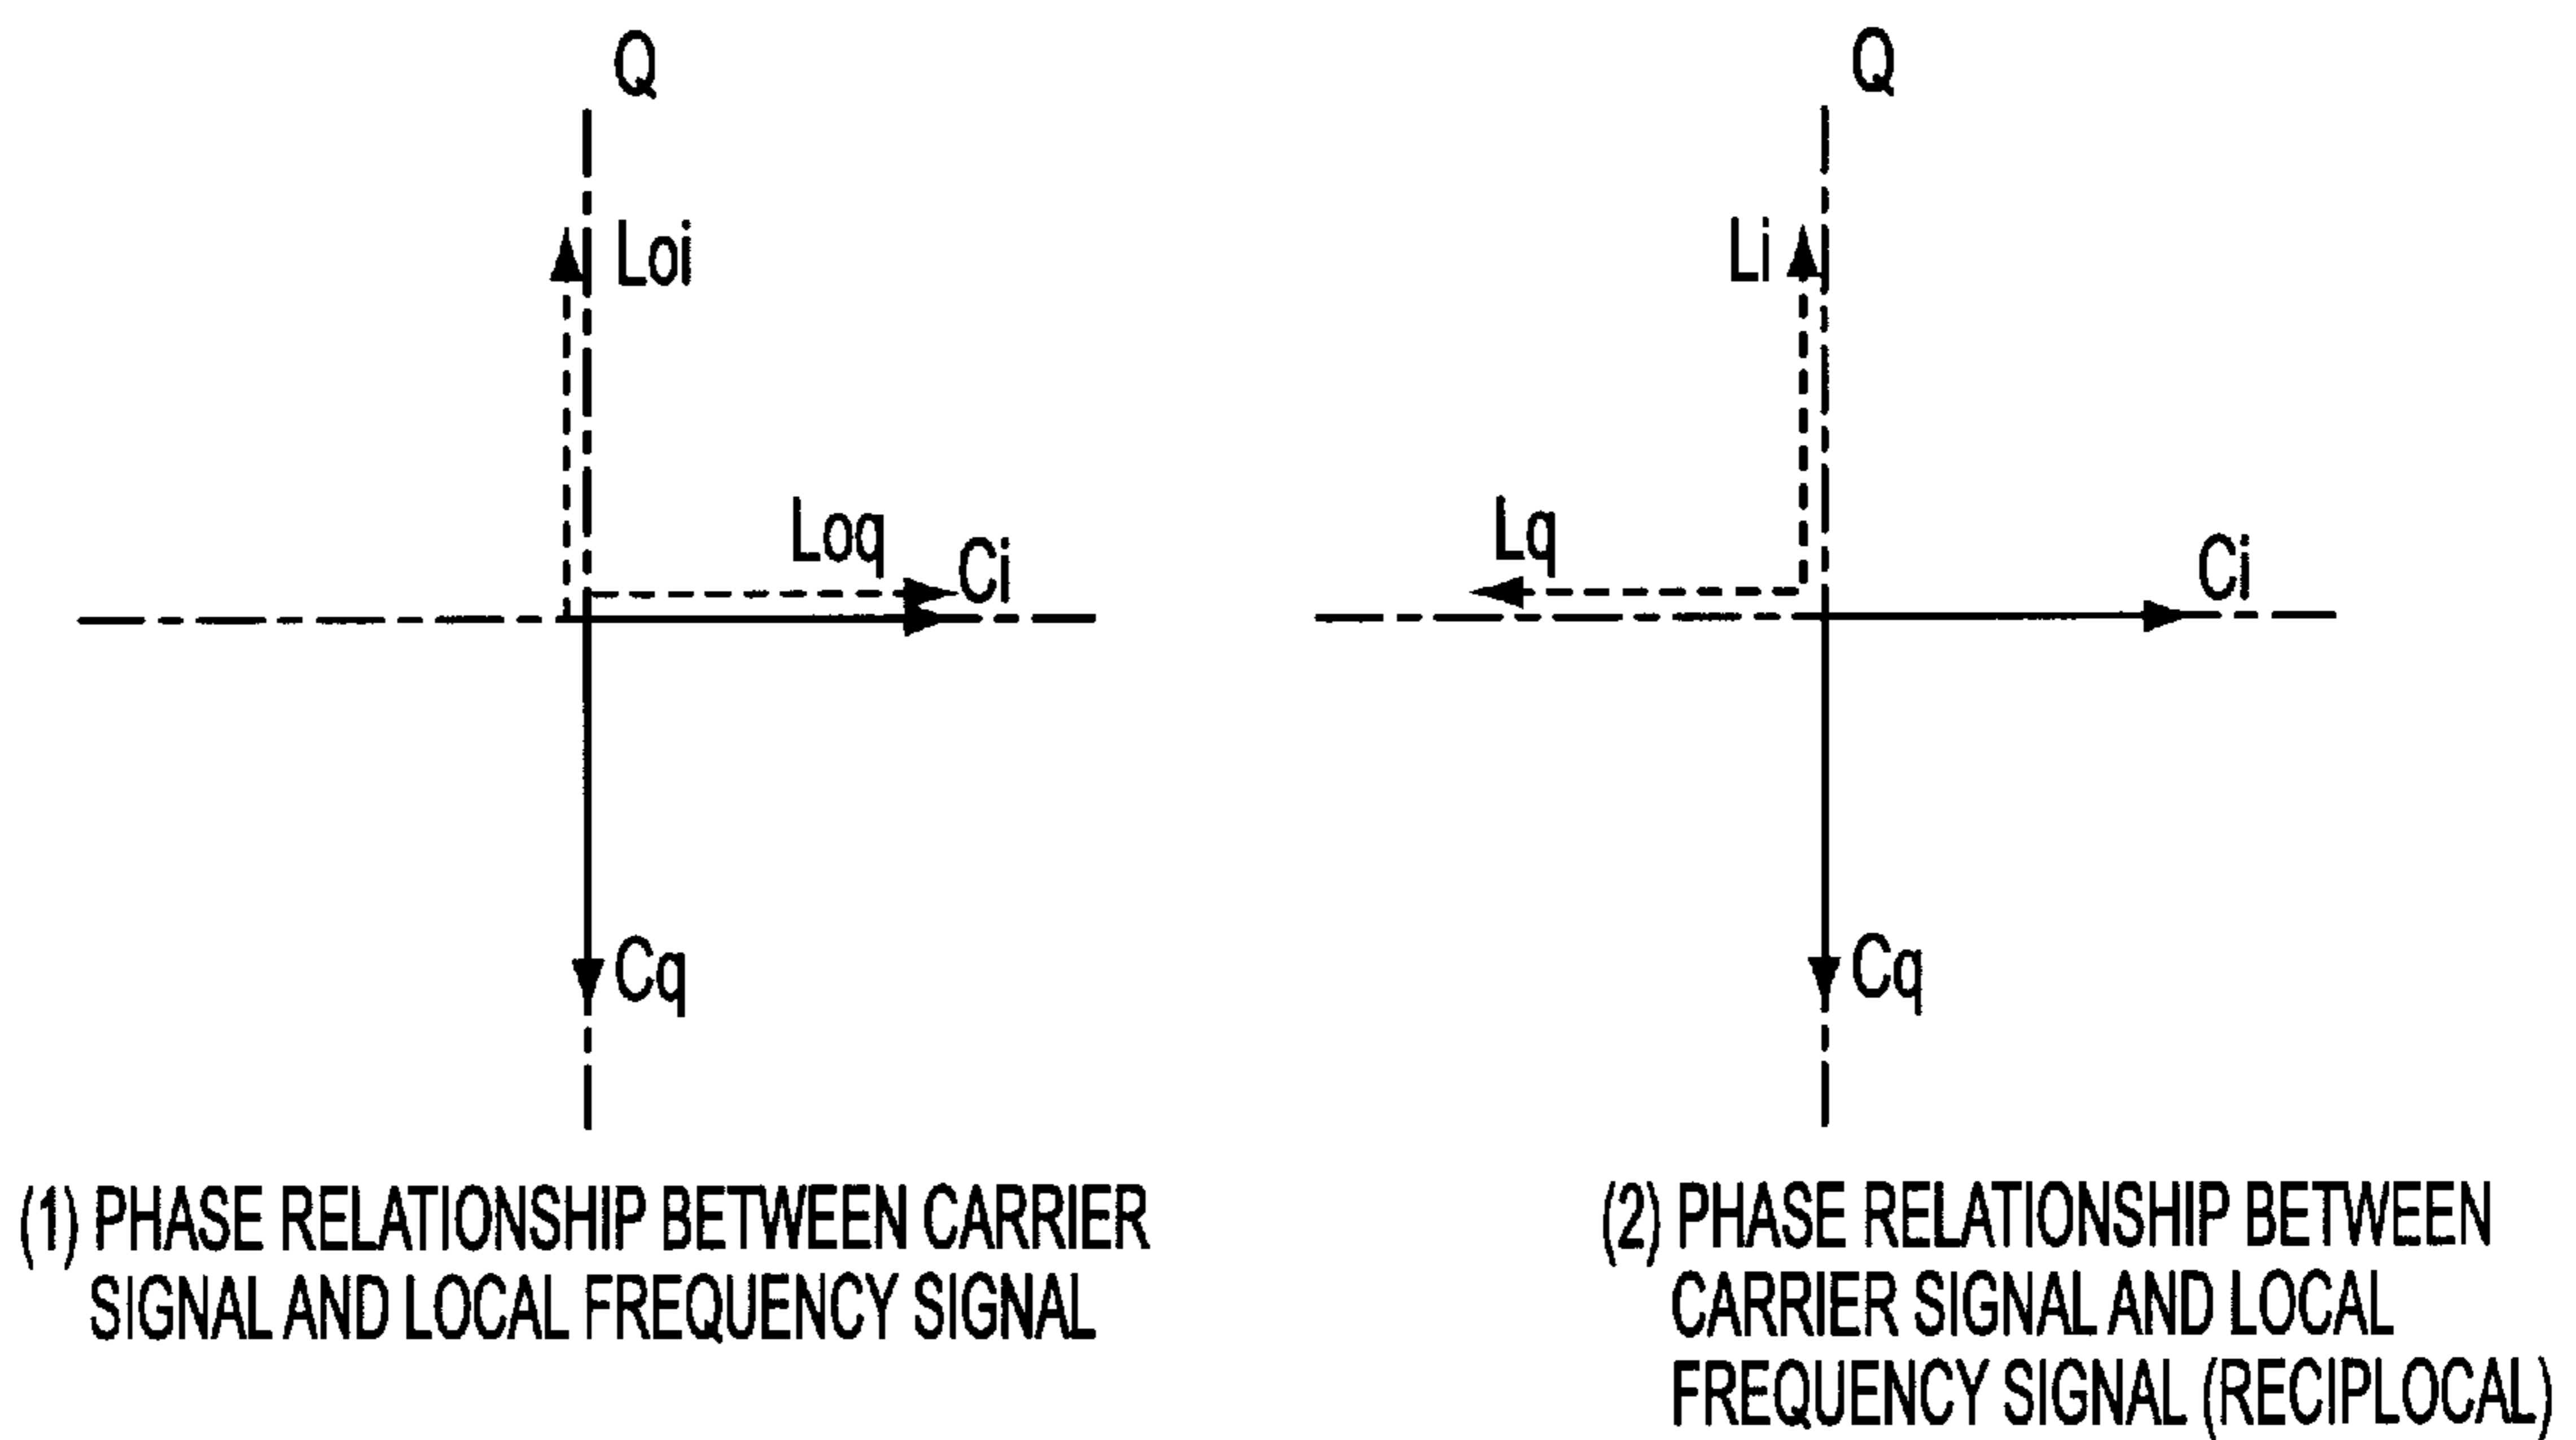 Q
Loi
Loq
Ci
Cq
(1) PHASE RELATIONSHIP BETWEEN CARRIER
SIGNAL AND LOCAL FREQUENCY SIGNAL
Q
Li
Lq
Ci
Cq
(2) PHASE RELATIONSHIP BETWEEN
CARRIER SIGNAL AND LOCAL
FREQUENCY SIGNAL (RECIPLOCAL)